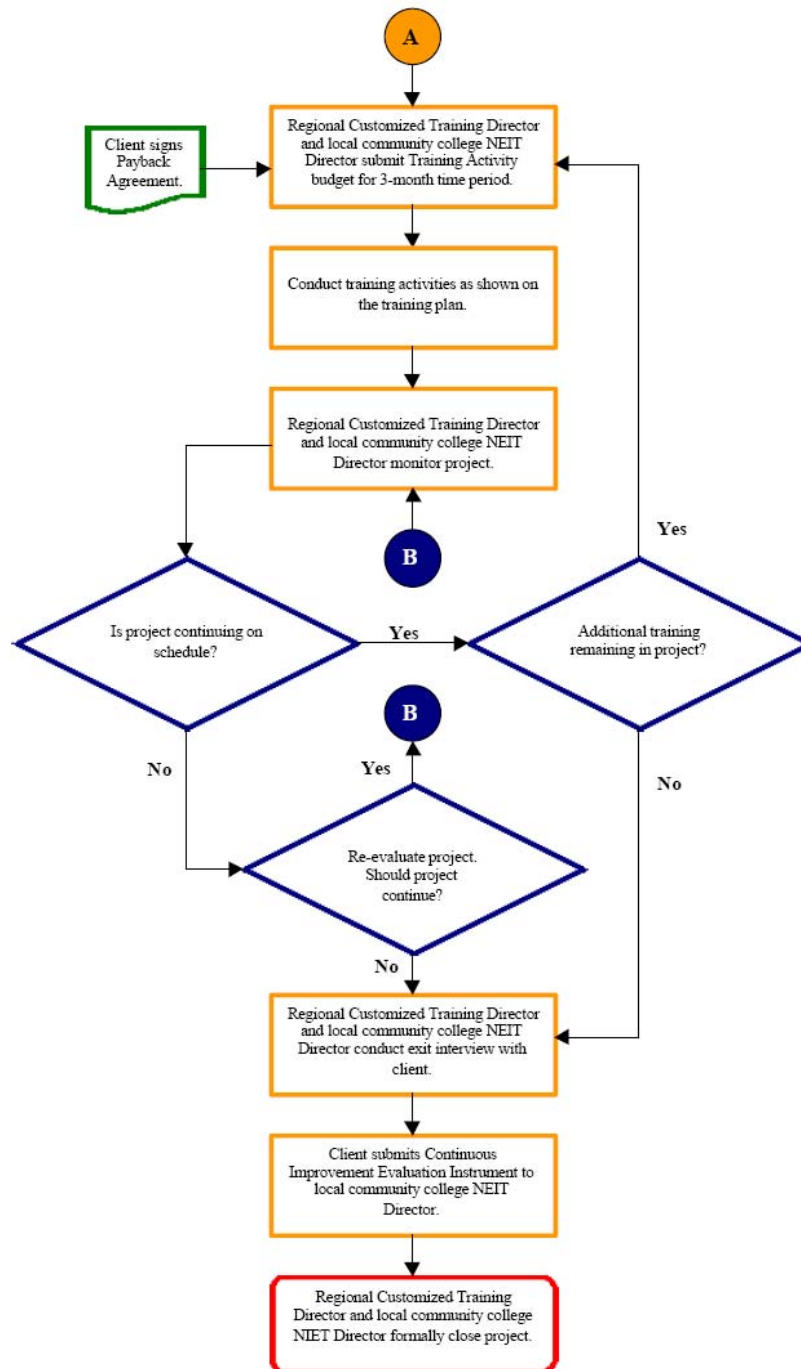 A
Client signs
Payback
Agreement.
Regional Customized Training Director
and local community college NEIT
Director submit Training Activity
budget for 3-month time period.
Conduct training activities as shown on
the training plan.
Regional Customized Training Director
and local community college NEIT
Director monitor project.
B
Yes
Is project continuing on
schedule?
Yes
Additional training
remaining in project?
B
No
Yes
No
Re-evaluate project.
Should project
continue?
No
Regional Customized Training Director
and local community college NEIT
Director conduct exit interview with
client.
Client submits Continuous
Improvement Evaluation Instrument to
local community college NEIT
Director.
Regional Customized Training
Director and local community college
NIET Director formally close project.